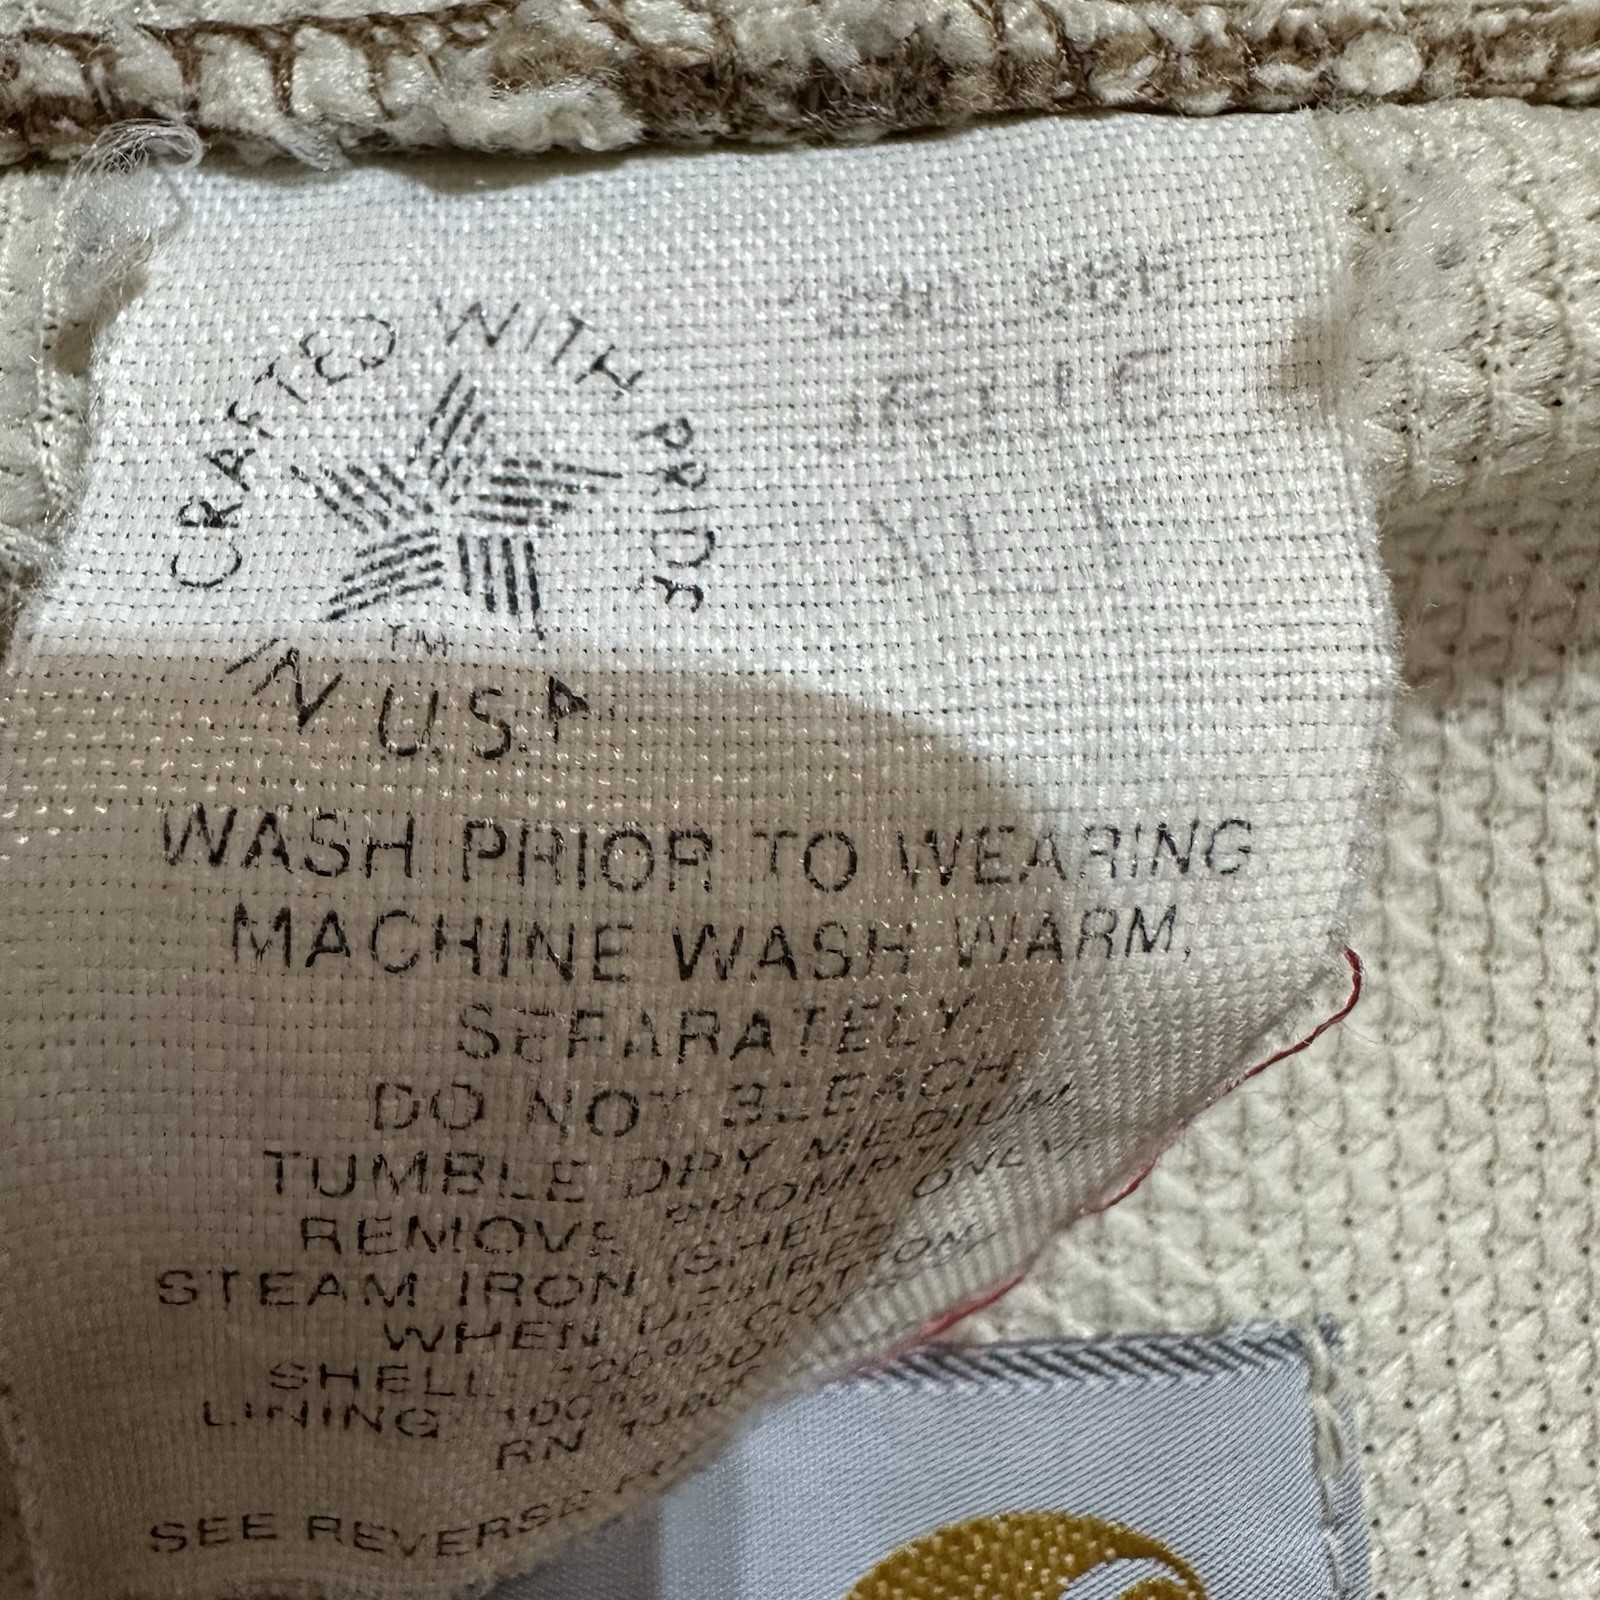 CRAFTED WITH PRIDE
IN U.S.A
TM
WASH PRIOR TO WEARING
MACHINE WASH WARM,
SEPARATELY,
DO NOT BLEACH
TUMBLE DRY MEDIUM
REMOVE PROMPTLY
STEAM IRON (SHELL ONLY)
WHEN DESIRED
SHELL: 100% COTTON
LINING: 100%
RN
SEE REVERSE